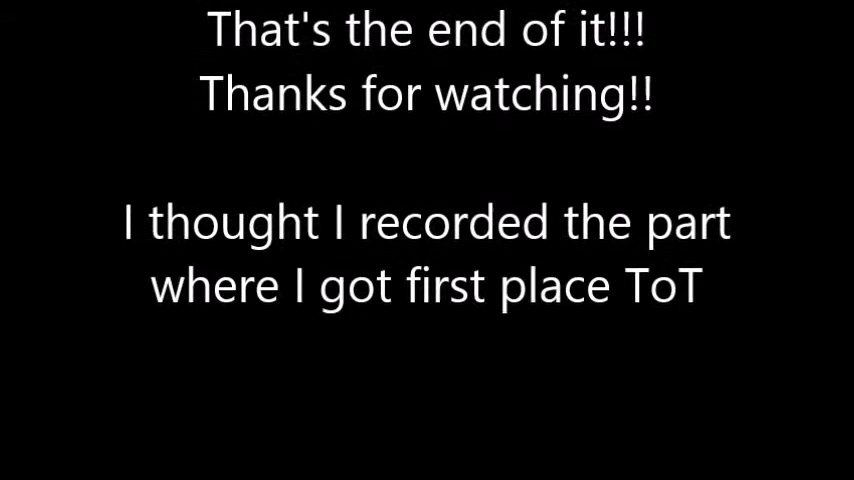 That's the end of it!!!
Thanks for watching!!
I thought I recorded the part
where I got first place ToT